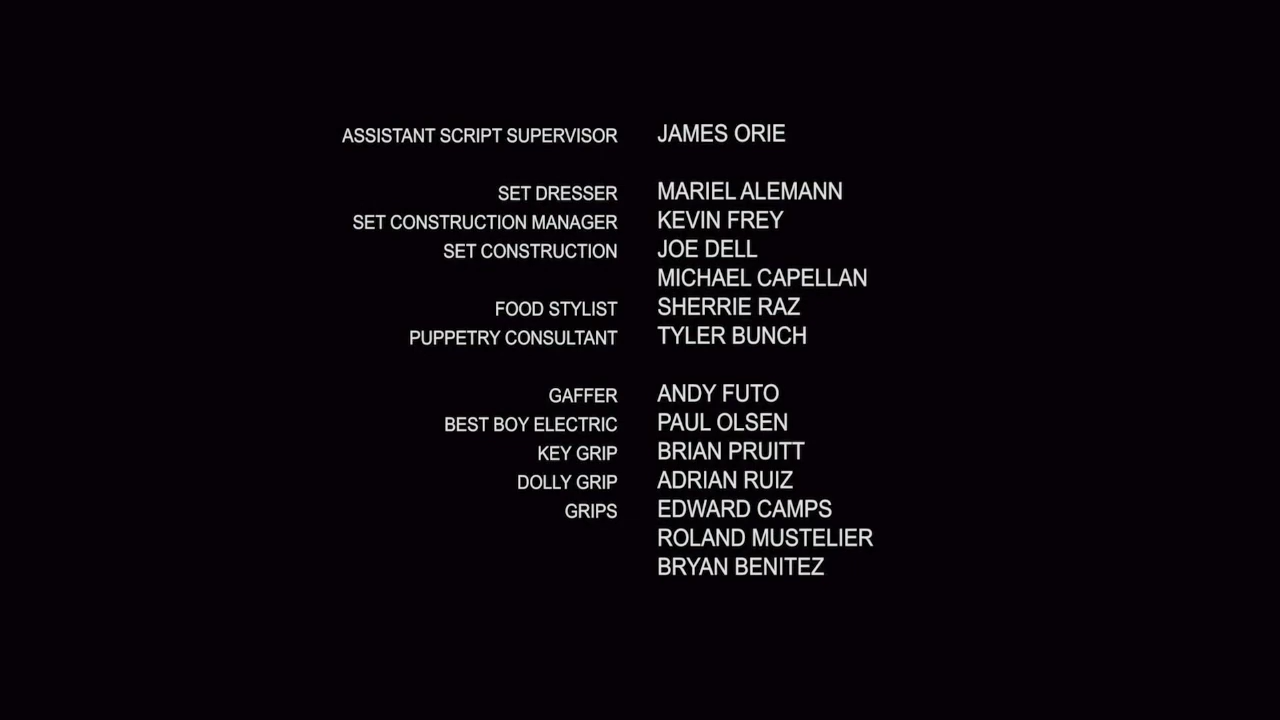 ASSISTANT SCRIPT SUPERVISOR JAMES ORIE
SET DRESSER MARIEL ALEMANN
SET CONSTRUCTION MANAGER KEVIN FREY
SET CONSTRUCTION JOE DELL
MICHAEL CAPELLAN
FOOD STYLIST SHERRIE RAZ
PUPPETRY CONSULTANT TYLER BUNCH
GAFFER ANDY FUTO
BEST BOY ELECTRIC PAUL OLSEN
KEY GRIP BRIAN PRUITT
DOLLY GRIP ADRIAN RUIZ
GRIPS EDWARD CAMPS
ROLAND MUSTELIER
BRYAN BENITEZ